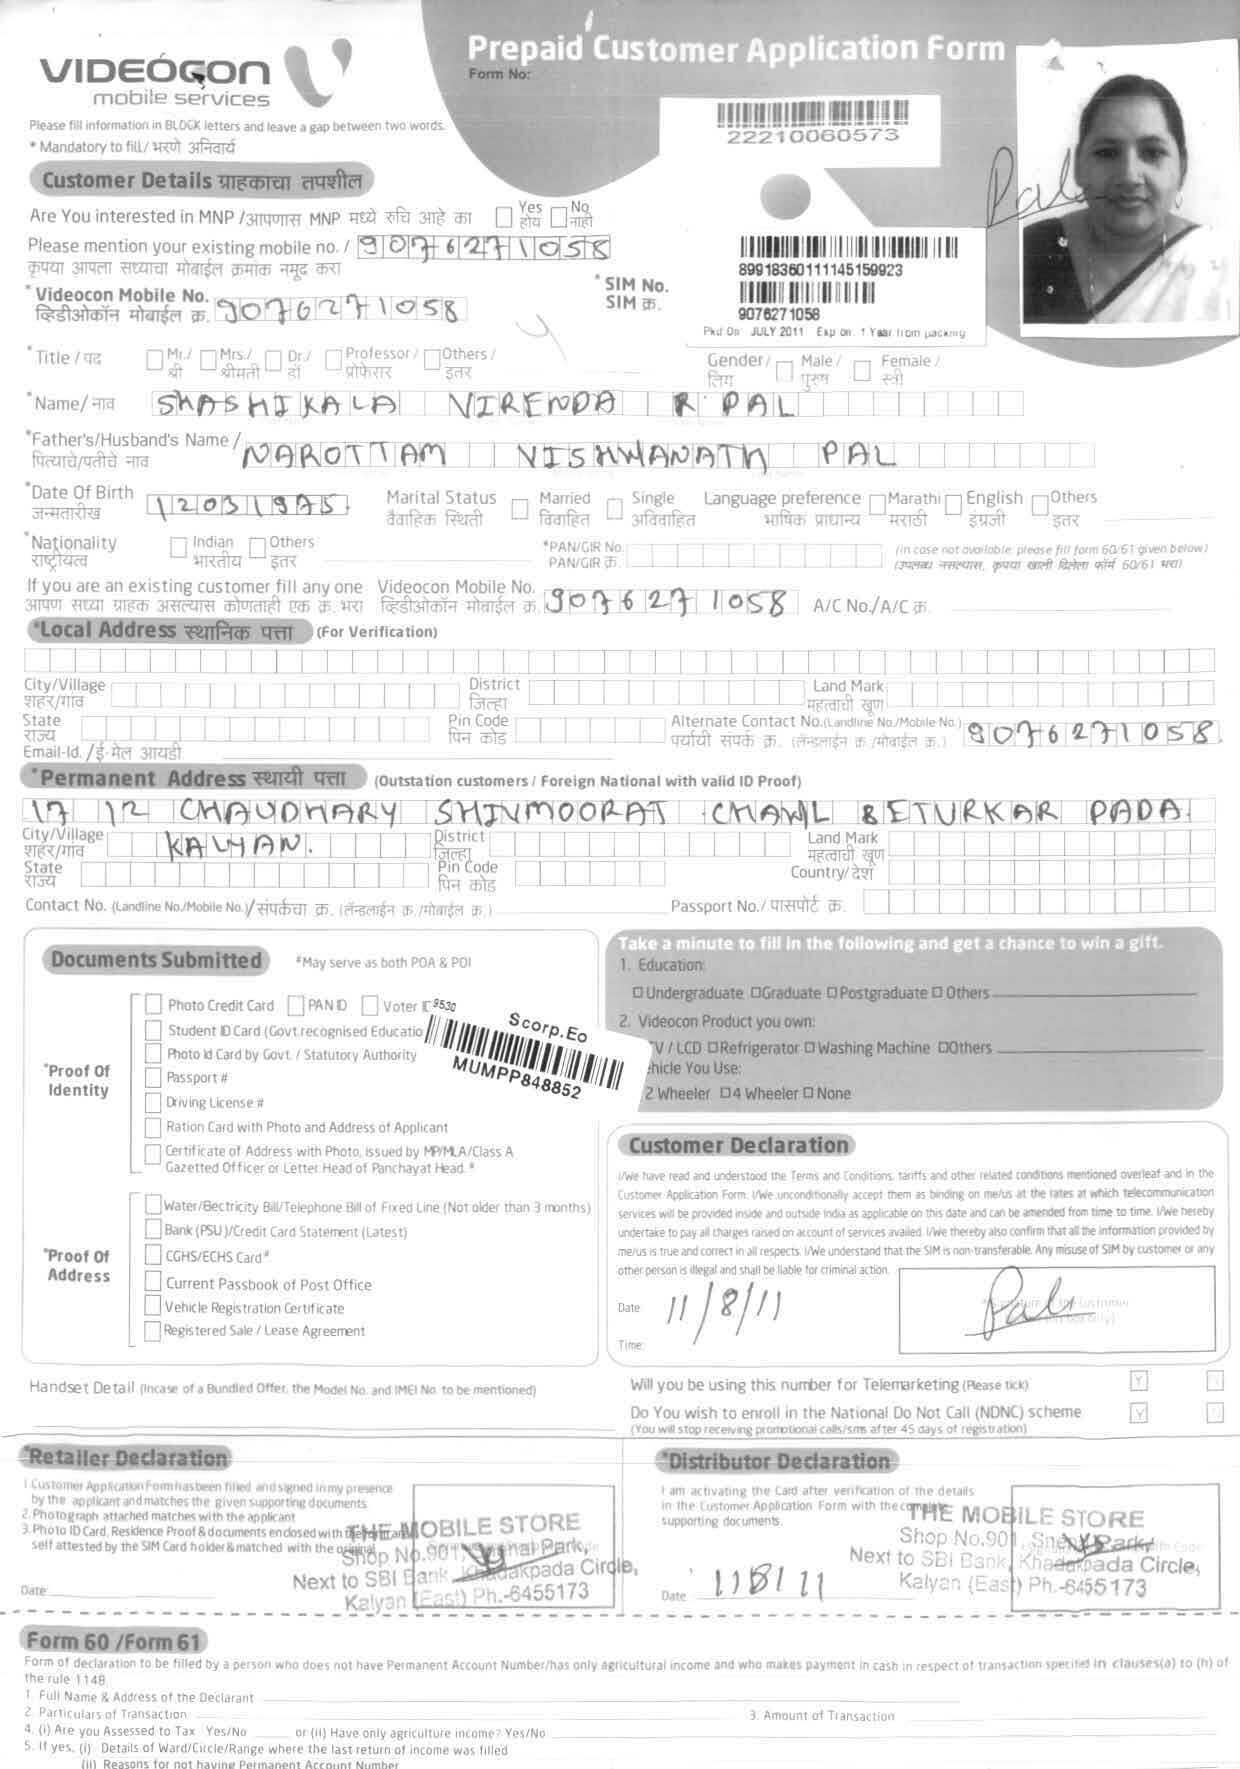 VIDEOCON
mobile services
Prepaid Customer Application Form
Form No:
22210060573
Please fill information in BLOCK letters and leave a gap between two words.
* Mandatory to fill/ भरणे अनिवार्य
Customer Details ग्राहकाचा तपशील
Are You interested in MNP /आपणास MNP मध्ये रुचि आहे का Yes होय No नाही
Please mention your existing mobile no. / 9076271058
कृपया आपला सध्याचा मोबाईल क्रमांक नमूद करा
89918360111145159923
9076271058
Pkd On JULY 2011 Exp on 1 Year from packing
*SIM No.
SIM क्र.
*Videocon Mobile No. 9076271058
व्हिडीओकॉन मोबाईल क्र.
*Title / पद Mr./ श्री Mrs./ श्रीमती Dr./ डॉ Professor / प्रोफेसर Others / इतर Gender / लिंग Male / पुरुष Female / स्त्री
*Name/ नाव SHASHIKALA VIRENDA R PAL
*Father's/Husband's Name / NAROTTAM VISHWANATH PAL
पित्याचे/पतीचे नाव
*Date Of Birth 12031975 Marital Status Married Single Language preference Marathi English Others
जन्मतारीख वैवाहिक स्थिती विवाहित अविवाहित भाषिक प्राधान्य मराठी इंग्रजी इतर
*Nationality Indian Others *PAN/GIR No. (in case not available, please fill form 60/61 given below)
राष्ट्रीयत्व भारतीय इतर PAN/GIR क्र. (उपलब्ध नसल्यास, कृपया खाली दिलेला फॉर्म 60/61 भरा)
If you are an existing customer fill any one Videocon Mobile No. 9076271058 A/C No./A/C क्र.
आपण सध्या ग्राहक असल्यास कोणताही एक क्र. भरा व्हिडीओकॉन मोबाईल क्र.
*Local Address स्थानिक पत्ता (For Verification)
City/Village District Land Mark
शहर/गांव जिल्हा महत्वाची खूण
State Pin Code Alternate Contact No.(Landline No./Mobile No.) 9076271058
राज्य पिन कोड पर्यायी संपर्क क्र. (लॅन्डलाईन क्र./मोबाईल क्र.)
Email-Id. /ई-मेल आयडी
*Permanent Address स्थायी पत्ता (Outstation customers / Foreign National with valid ID Proof)
17 12 CHAUDHARY SHIVMOORAT CHAWL BETURKAR PADA
City/Village KALYAN. District Land Mark
शहर/गांव जिल्हा महत्वाची खूण
State Pin Code Country/ देश
राज्य पिन कोड
Contact No. (Landline No./Mobile No.)/संपर्कचा क्र. (लॅन्डलाईन क्र./मोबाईल क्र.) Passport No./ पासपोर्ट क्र.
Documents Submitted #May serve as both POA & POI
*Proof Of Identity
Photo Credit Card PAN ID Voter I
Student ID Card (Govt.recognised Educatio
Photo Id Card by Govt. / Statutory Authority
Passport #
Driving License #
Ration Card with Photo and Address of Applicant
Certificate of Address with Photo, issued by MP/MLA/Class A
Gazetted Officer or Letter Head of Panchayat Head. #
9530
Scorp.Eo
MUMPP848852
*Proof Of Address
Water/Electricity Bill/Telephone Bill of Fixed Line (Not older than 3 months)
Bank (PSU)/Credit Card Statement (Latest)
CGHS/ECHS Card#
Current Passbook of Post Office
Vehicle Registration Certificate
Registered Sale / Lease Agreement
Take a minute to fill in the following and get a chance to win a gift.
1. Education:
Undergraduate Graduate Postgraduate Others
2. Videocon Product you own:
V / LCD Refrigerator Washing Machine Others
hicle You Use:
2 Wheeler 4 Wheeler None
Customer Declaration
I/We have read and understood the Terms and Conditions, tariffs and other related conditions mentioned overleaf and in the
Customer Application Form. I/We unconditionally accept them as binding on me/us at the rates at which telecommunication
services will be provided inside and outside India as applicable on this date and can be amended from time to time. I/We hereby
undertake to pay all charges raised on account of services availed. I/We thereby also confirm that all the information provided by
me/us is true and correct in all respects. I/We understand that the SIM is non-transferable. Any misuse of SIM by customer or any
other person is illegal and shall be liable for criminal action.
Date: 11/8/11
Time:
Pal
Handset Detail (Incase of a Bundled Offer, the Model No. and IMEI No. to be mentioned)
Will you be using this number for Telemarketing (Please tick) Y
Do You wish to enroll in the National Do Not Call (NDNC) scheme Y
(You will stop receiving promotional calls/sms after 45 days of registration)
*Retailer Declaration
1.Customer Application Form has been filled and signed in my presence
by the applicant and matches the given supporting documents
2.Photograph attached matches with the applicant
3.Photo ID Card, Residence Proof & documents enclosed with the
self attested by the SIM Card holder & matched with the original
THE MOBILE STORE
Shop No.901, Snehal Park,
Next to SBI Bank, Khadakpada Circle,
Kalyan (East) Ph.-6455173
Date
*Distributor Declaration
I am activating the Card after verification of the details
in the Customer Application Form with the complete
supporting documents.
THE MOBILE STORE
Shop No.901, Snehal Park,
Next to SBI Bank, Khadakpada Circle,
Kalyan (East) Ph.-6455173
Date 11 8 11
Form 60 /Form 61
Form of declaration to be filled by a person who does not have Permanent Account Number/has only agricultural income and who makes payment in cash in respect of transaction specified in clauses(a) to (h) of
the rule 114B
1. Full Name & Address of the Declarant
2. Particulars of Transaction 3. Amount of Transaction
4. (i) Are you Assessed to Tax Yes/No or (ii) Have only agriculture income? Yes/No
5. If yes, (i) Details of Ward/Circle/Range where the last return of income was filled
(ii) Reasons for not having Permanent Account Number